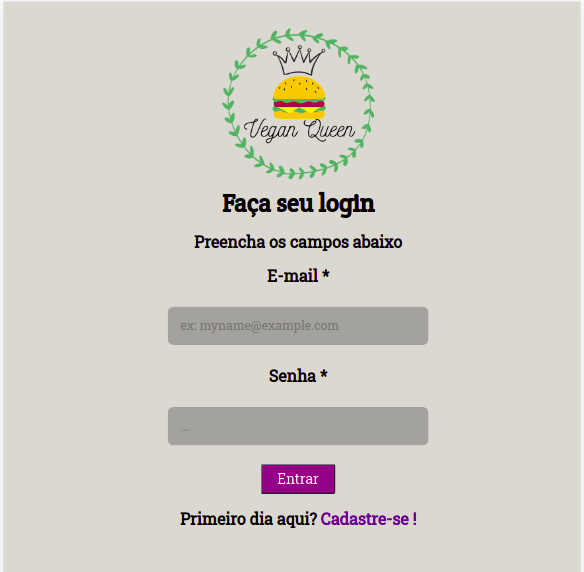 Vegan Queen
Faça seu login
Preencha os campos abaixo
E-mail *
ex: myname@example.com
Senha *
...
Entrar
Primeiro dia aqui? Cadastre-se !